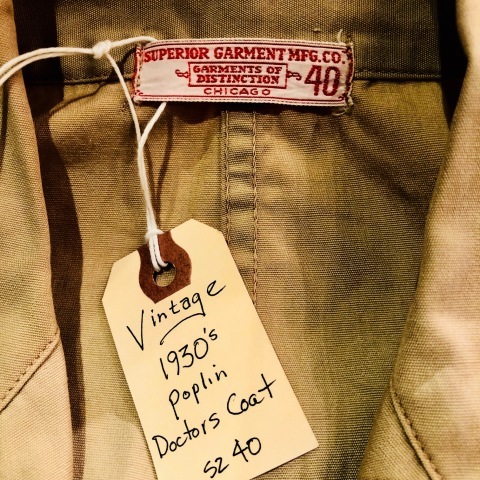 SUPERIOR GARMENT MFG.CO.
GARMENTS OF
DISTINCTION
40
CHICAGO
Vintage
1930's
poplin
Doctors Coat
sz 40